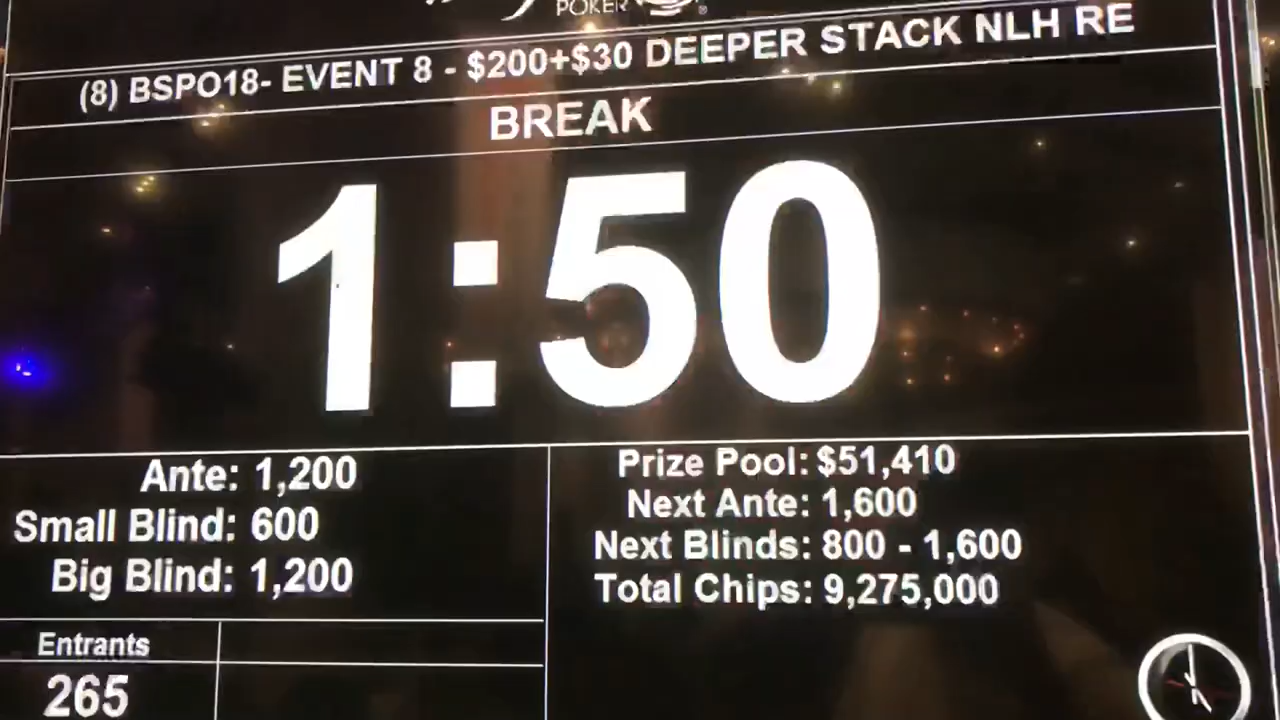 POKER
(8) BSPO18- EVENT 8 - $200+$30 DEEPER STACK NLH RE
BREAK
1:50
Ante: 1,200
Small Blind: 600
Big Blind: 1,200
Prize Pool: $51,410
Next Ante: 1,600
Next Blinds: 800 - 1,600
Total Chips: 9,275,000
Entrants
265